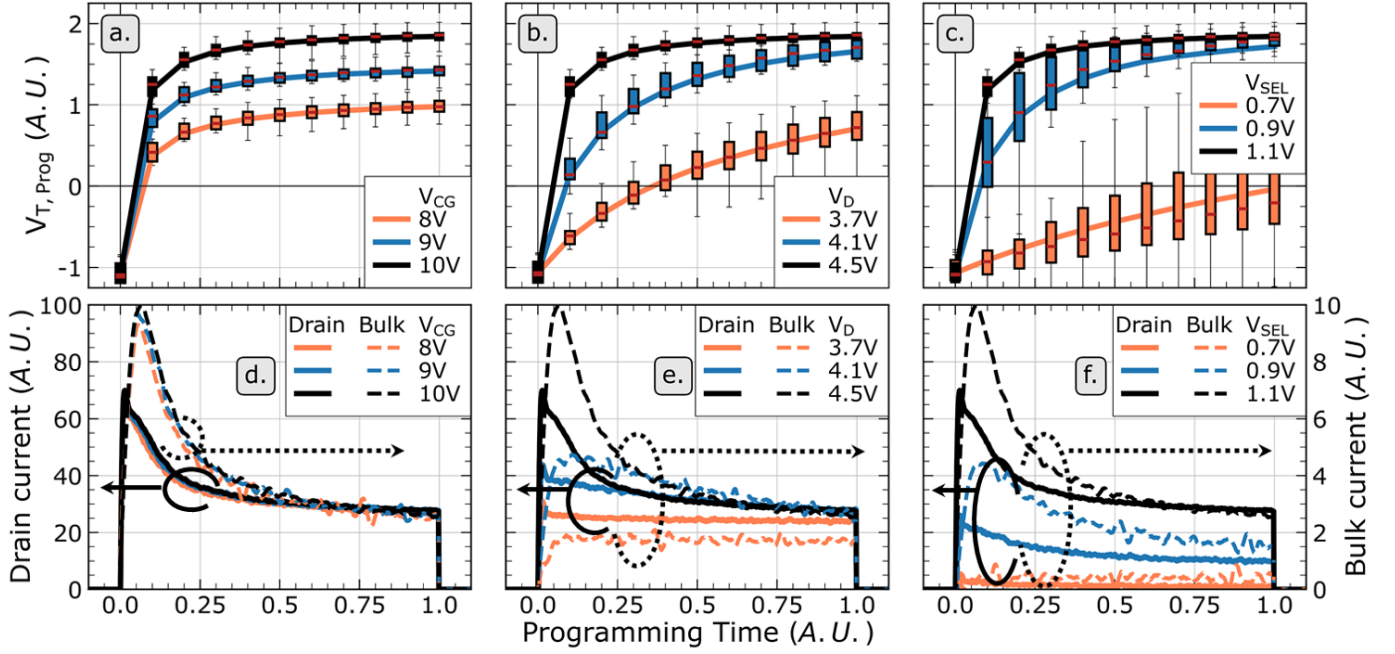 a.
b.
c.
V_T, Prog (A.U.)
2
1
0
-1
V_CG
8V
9V
10V
V_D
3.7V
4.1V
4.5V
V_SEL
0.7V
0.9V
1.1V
Drain current (A.U.)
100
80
60
40
20
0
d.
Drain Bulk V_CG
8V
9V
10V
0.0 0.25 0.50 0.75 1.0
e.
Drain Bulk V_D
3.7V
4.1V
4.5V
0.0 0.25 0.50 0.75 1.0
f.
Drain Bulk V_SEL
0.7V
0.9V
1.1V
0.0 0.25 0.50 0.75 1.0
10
8
6
4
2
0
Bulk current (A.U.)
Programming Time (A.U.)